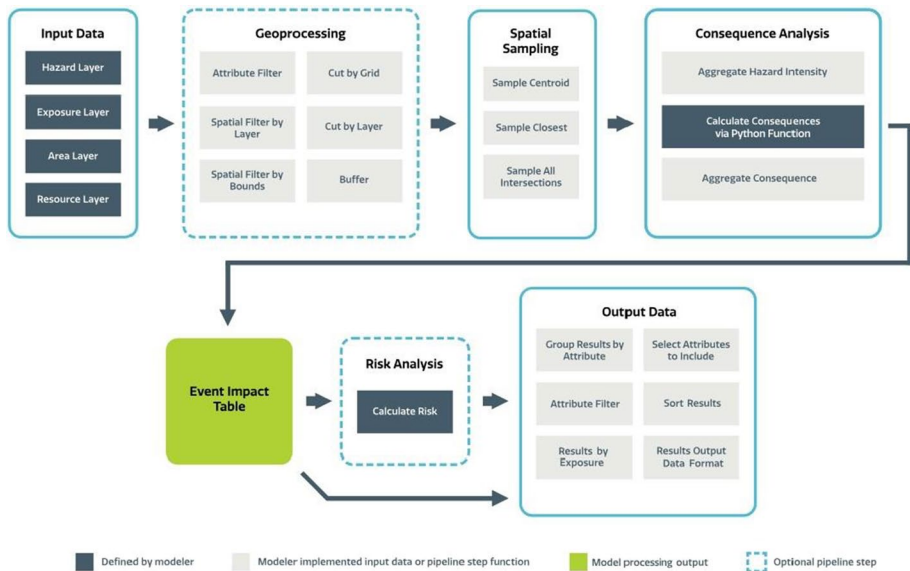 Input Data
Hazard Layer
Exposure Layer
Area Layer
Resource Layer
Geoprocessing
Attribute Filter
Cut by Grid
Spatial Filter by
Layer
Cut by Layer
Spatial Filter by
Bounds
Buffer
Spatial
Sampling
Sample Centroid
Sample Closest
Sample All
Intersections
Consequence Analysis
Aggregate Hazard Intensity
Calculate Consequences
via Python Function
Aggregate Consequence
Event Impact
Table
Risk Analysis
Calculate Risk
Output Data
Group Results by
Attribute
Select Attributes
to Include
Attribute Filter
Sort Results
Results by
Exposure
Results Output
Data Format
Defined by modeler
Modeler implemented input data or pipeline step function
Model processing output
Optional pipeline step